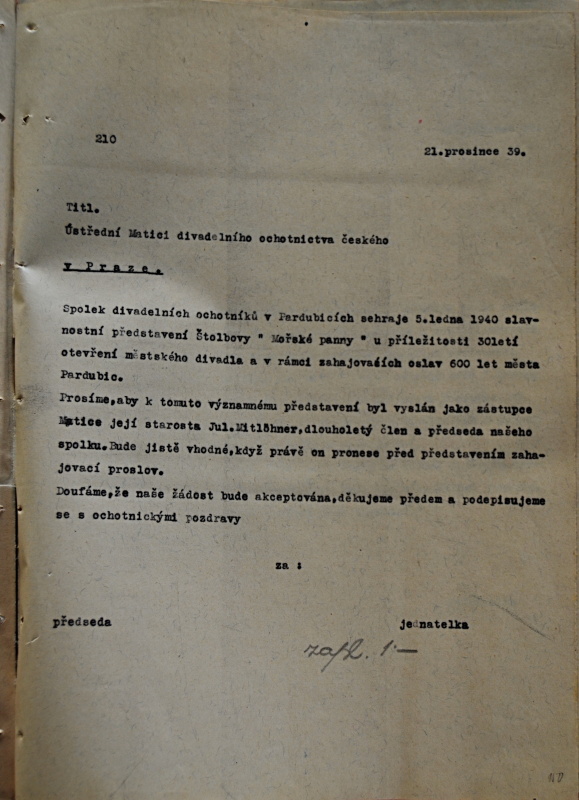 210
21.prosince 39.
Titl.
Ústřední Matici divadelního ochotnictva českého
v Praze.
Spolek divadelních ochotníků v Pardubicích sehraje 5.ledna 1940 slav-
nostní představení Štolbovy " Mořské panny " u příležitosti 30letí
otevření městského divadla a v rámci zahajovacích oslav 600 let města
Pardubic.
Prosíme,aby k tomuto významnému představení byl vyslán jako zástupce
Matice její starosta Jul.Mitlöhner,dlouholetý člen a předseda našeho
spolku.Bude jistě vhodné,když právě on pronese před představením zaha-
jovací proslov.
Doufáme,že naše žádost bude akceptována,děkujeme předem a podepisujeme
se s ochotnickými pozdravy
za :
předseda
jednatelka
zapl. 1·—